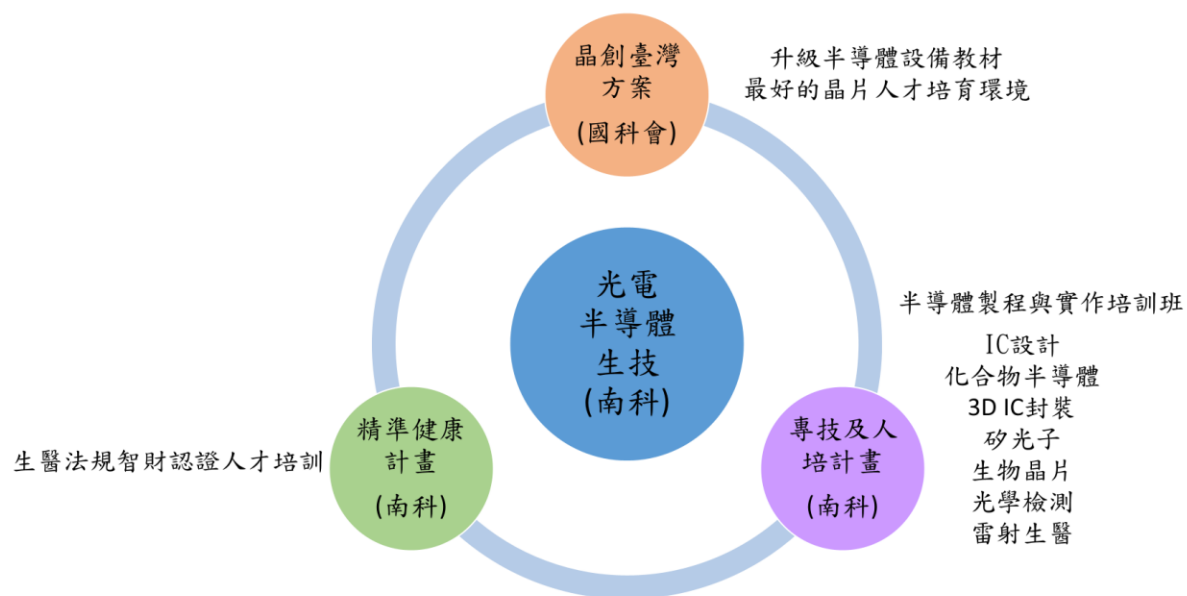 晶創臺灣
方案
(國科會)
升級半導體設備教材
最好的晶片人才培育環境
光電
半導體
生技
(南科)
半導體製程與實作培訓班
IC設計
化合物半導體
3D IC封裝
矽光子
生物晶片
光學檢測
雷射生醫
專技及人
培計畫
(南科)
精準健康
計畫
(南科)
生醫法規智財認證人才培訓